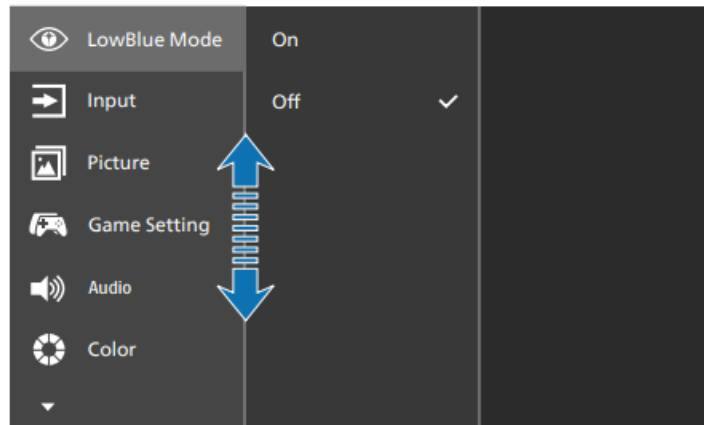 LowBlue Mode
On
Input
Off
Picture
Game Setting
Audio
Color